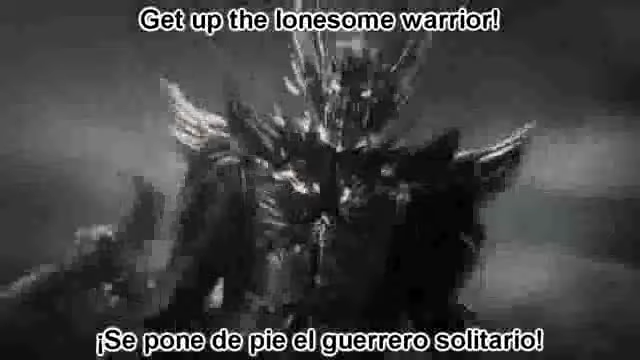 Get up the lonesome warrior!
¡Se pone de pie el guerrero solitario!